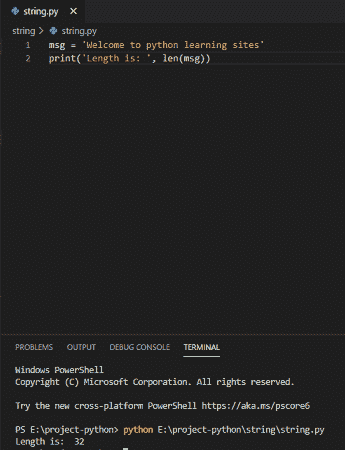 string.py
string > string.py
1 msg = 'Welcome to python learning sites'
2 print('Length is: ', len(msg))
PROBLEMS OUTPUT DEBUG CONSOLE TERMINAL
Windows PowerShell
Copyright (C) Microsoft Corporation. All rights reserved.
Try the new cross-platform PowerShell https://aka.ms/pscore6
PS E:\project-python> python E:\project-python\string\string.py
Length is:  32